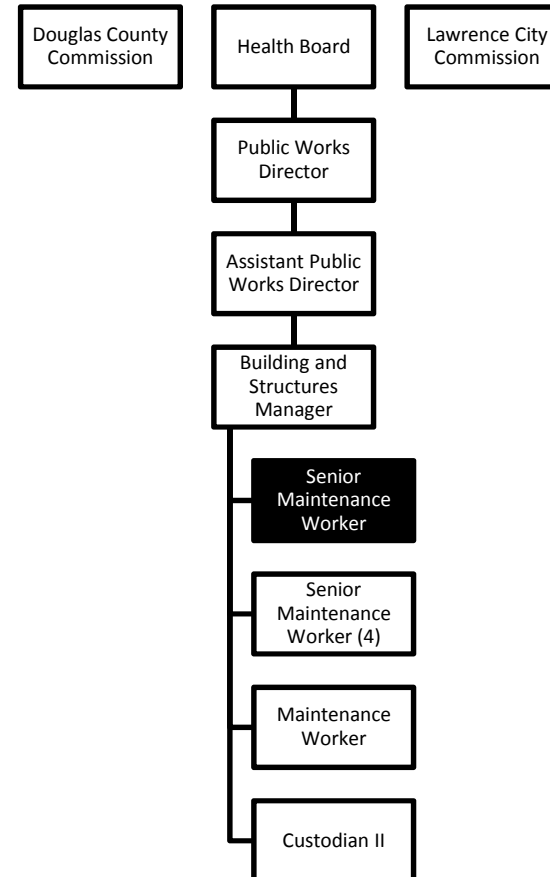 Douglas County
Commission
Health Board
Lawrence City
Commission
Public Works
Director
Assistant Public
Works Director
Building and
Structures
Manager
Senior
Maintenance
Worker
Senior
Maintenance
Worker (4)
Maintenance
Worker
Custodian II